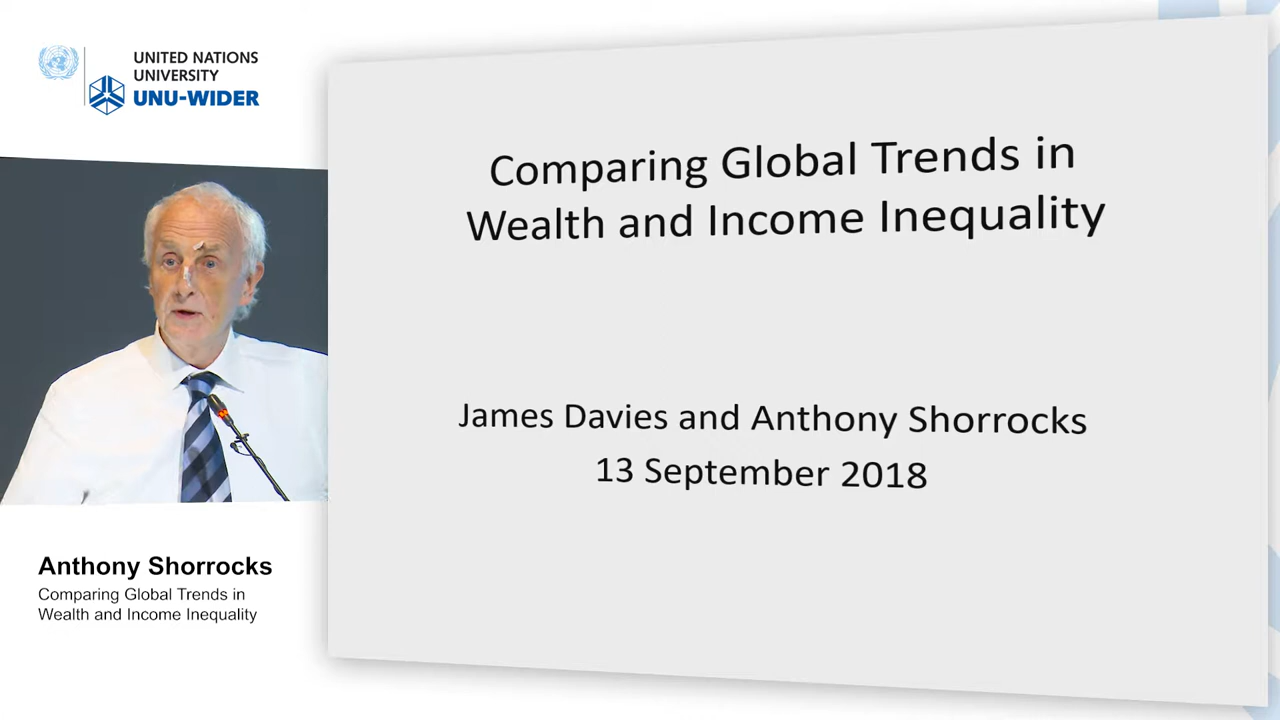 UNITED NATIONS
UNIVERSITY
UNU-WIDER
Comparing Global Trends in
Wealth and Income Inequality
James Davies and Anthony Shorrocks
13 September 2018
Anthony Shorrocks
Comparing Global Trends in
Wealth and Income Inequality